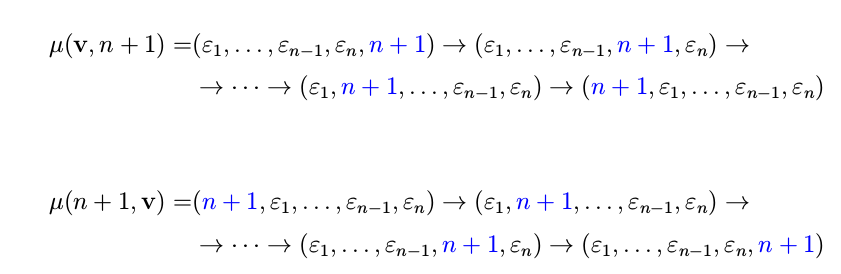 μ(v, n + 1) =(ε₁, . . . , εₙ₋₁, εₙ, n + 1) → (ε₁, . . . , εₙ₋₁, n + 1, εₙ) →
→ · · · → (ε₁, n + 1, . . . , εₙ₋₁, εₙ) → (n + 1, ε₁, . . . , εₙ₋₁, εₙ)
μ(n + 1, v) =(n + 1, ε₁, . . . , εₙ₋₁, εₙ) → (ε₁, n + 1, . . . , εₙ₋₁, εₙ) →
→ · · · → (ε₁, . . . , εₙ₋₁, n + 1, εₙ) → (ε₁, . . . , εₙ₋₁, εₙ, n + 1)